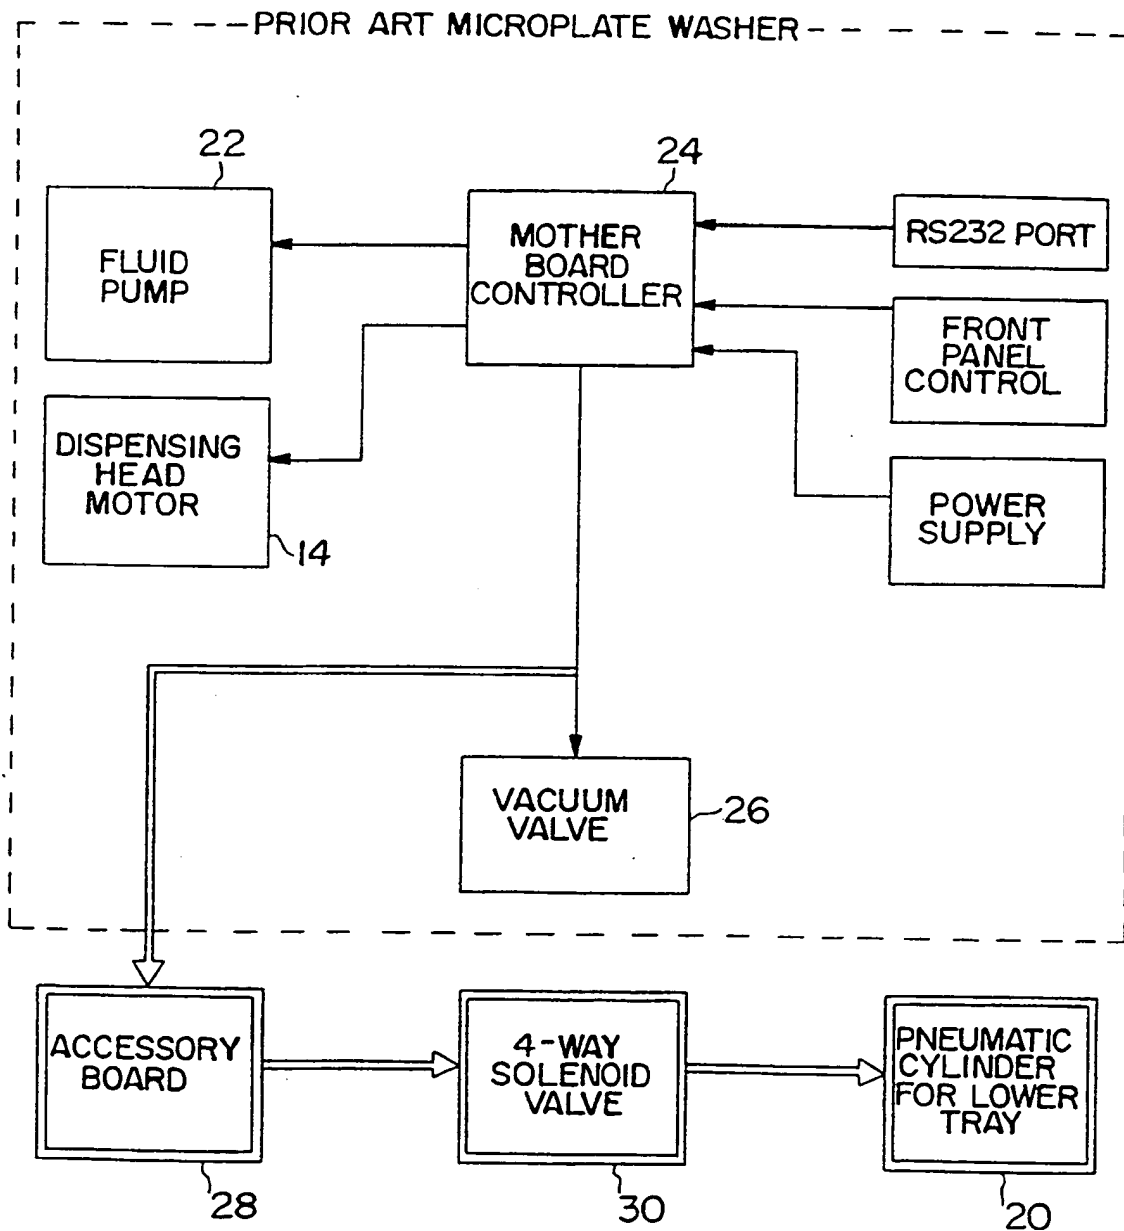 PRIOR ART MICROPLATE WASHER
22
24
FLUID
PUMP
MOTHER
BOARD
CONTROLLER
RS232 PORT
FRONT
PANEL
CONTROL
DISPENSING
HEAD
MOTOR
14
POWER
SUPPLY
VACUUM
VALVE
26
ACCESSORY
BOARD
28
4-WAY
SOLENOID
VALVE
30
PNEUMATIC
CYLINDER
FOR LOWER
TRAY
20